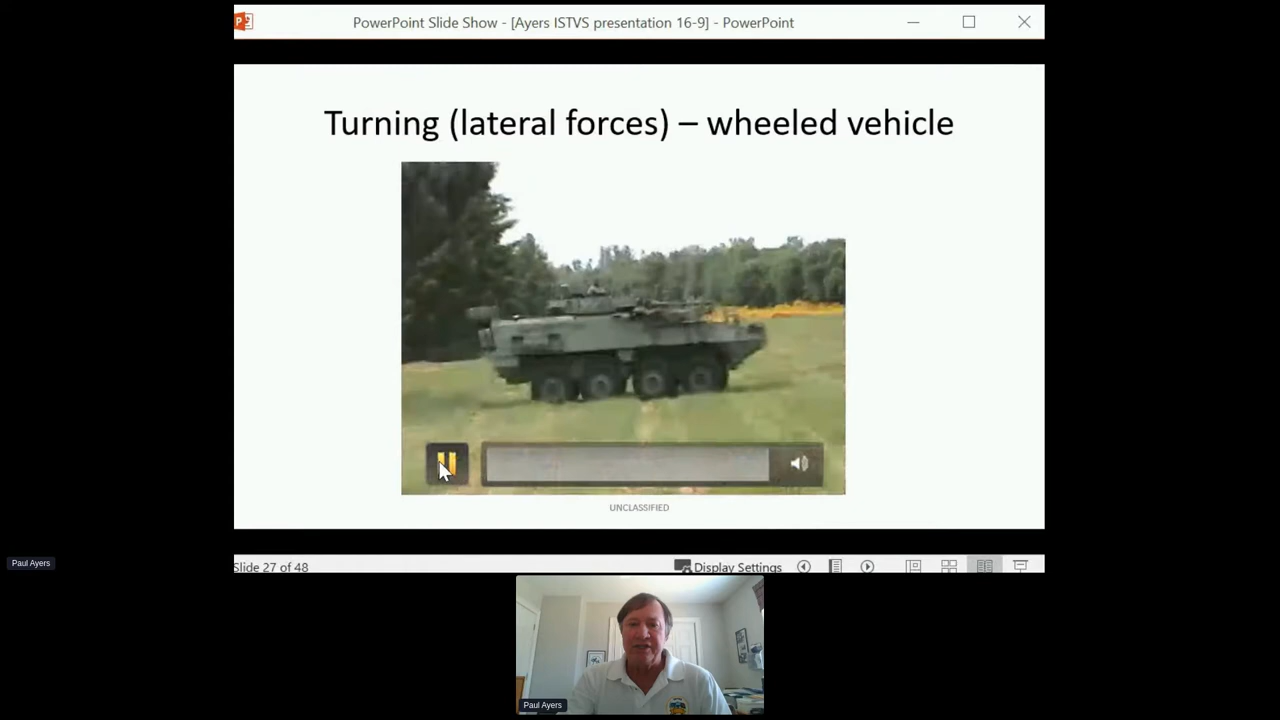 PowerPoint Slide Show - [Ayers ISTVS presentation 16-9] - PowerPoint
Turning (lateral forces) – wheeled vehicle
UNCLASSIFIED
Paul Ayers
Slide 27 of 48
Display Settings
Paul Ayers